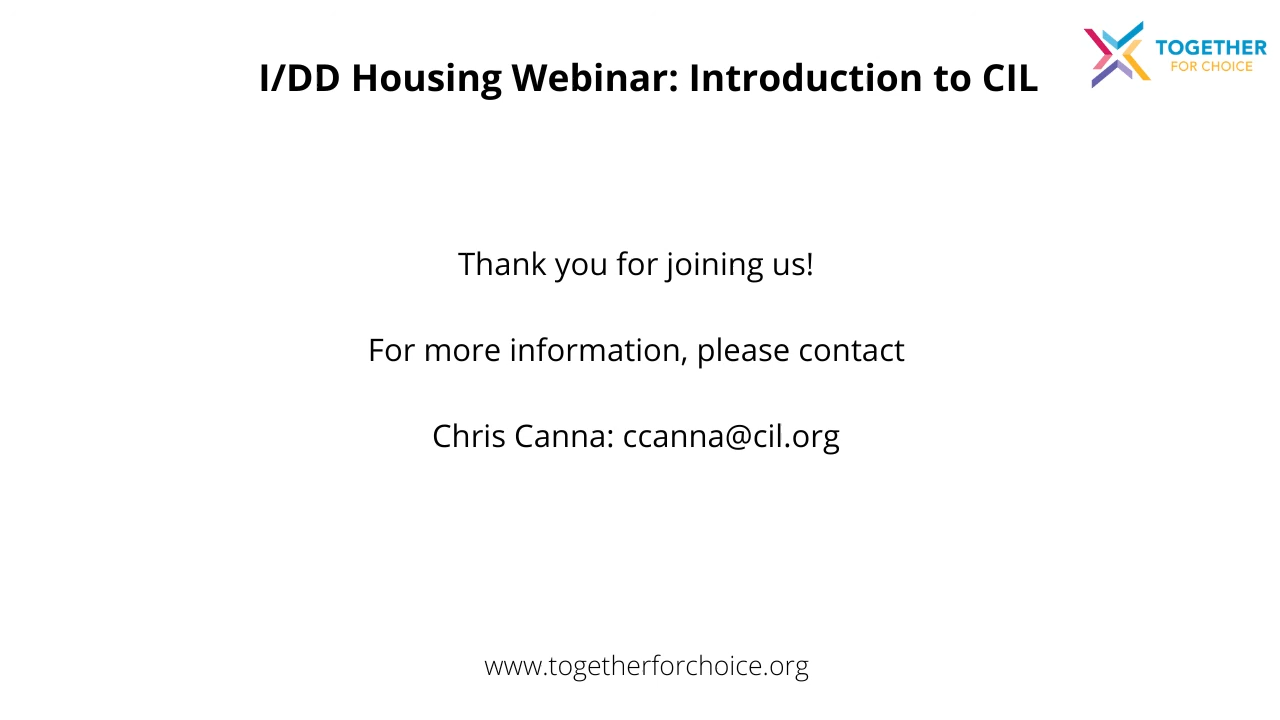 I/DD Housing Webinar: Introduction to CIL
TOGETHER
FOR CHOICE
Thank you for joining us!
For more information, please contact
Chris Canna: ccanna@cil.org
www.togetherforchoice.org